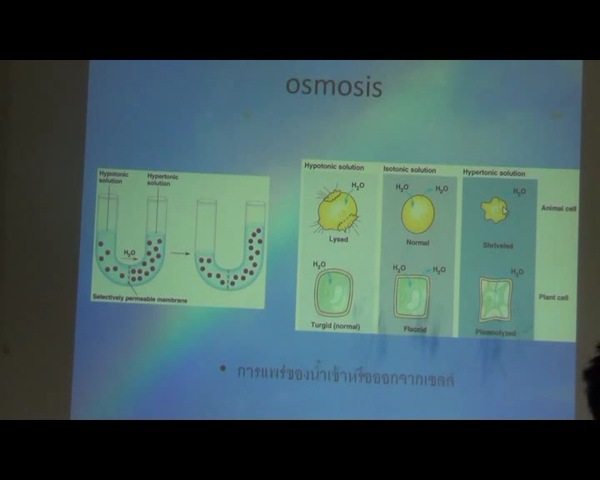 osmosis
Hypotonic solution
Hypertonic solution
H₂O
Selectively permeable membrane
Hypotonic solution
Isotonic solution
Hypertonic solution
H₂O
H₂O
H₂O
H₂O
Animal cell
Lysed
Normal
Shriveled
H₂O
H₂O
H₂O
H₂O
Plant cell
Turgid (normal)
Flaccid
Plasmolyzed
• การแพร่ของน้ำเข้าหรือออกจากเซลล์